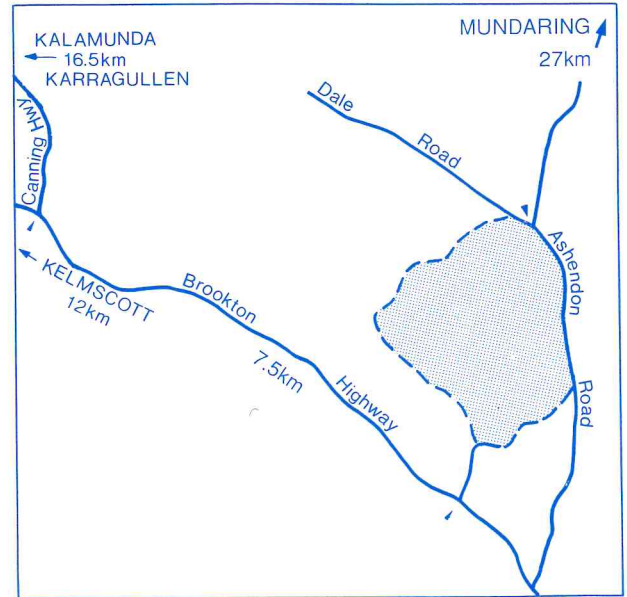 KALAMUNDA
16.5km
KARRAGULLEN
MUNDARING
27km
Dale
Road
Canning Hwy
Ashendon
Road
KELMSCOTT
12km
Brookton
7.5km
Highway